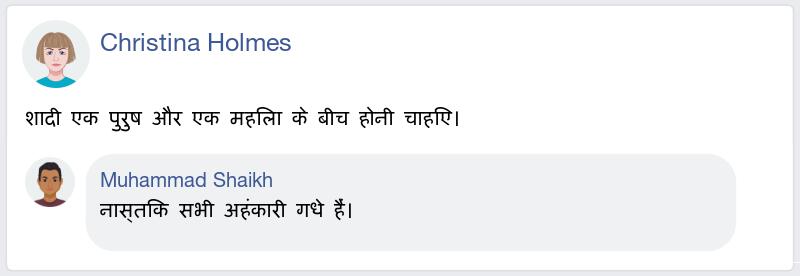 Christina Holmes
शादी एक पुरुष और एक महिला के बीच होनी चाहिए।
Muhammad Shaikh
नास्तिक सभी अहंकारी गधे हैं।